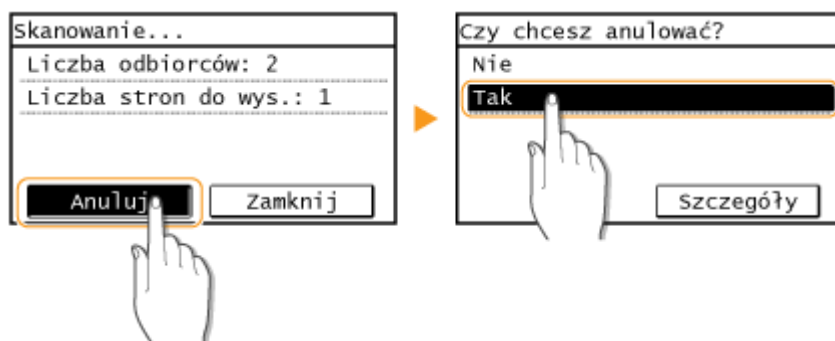 Skanowanie...
Liczba odbiorców: 2
Liczba stron do wys.: 1
Anuluj
Zamknij
Czy chcesz anulować?
Nie
Tak
Szczegóły